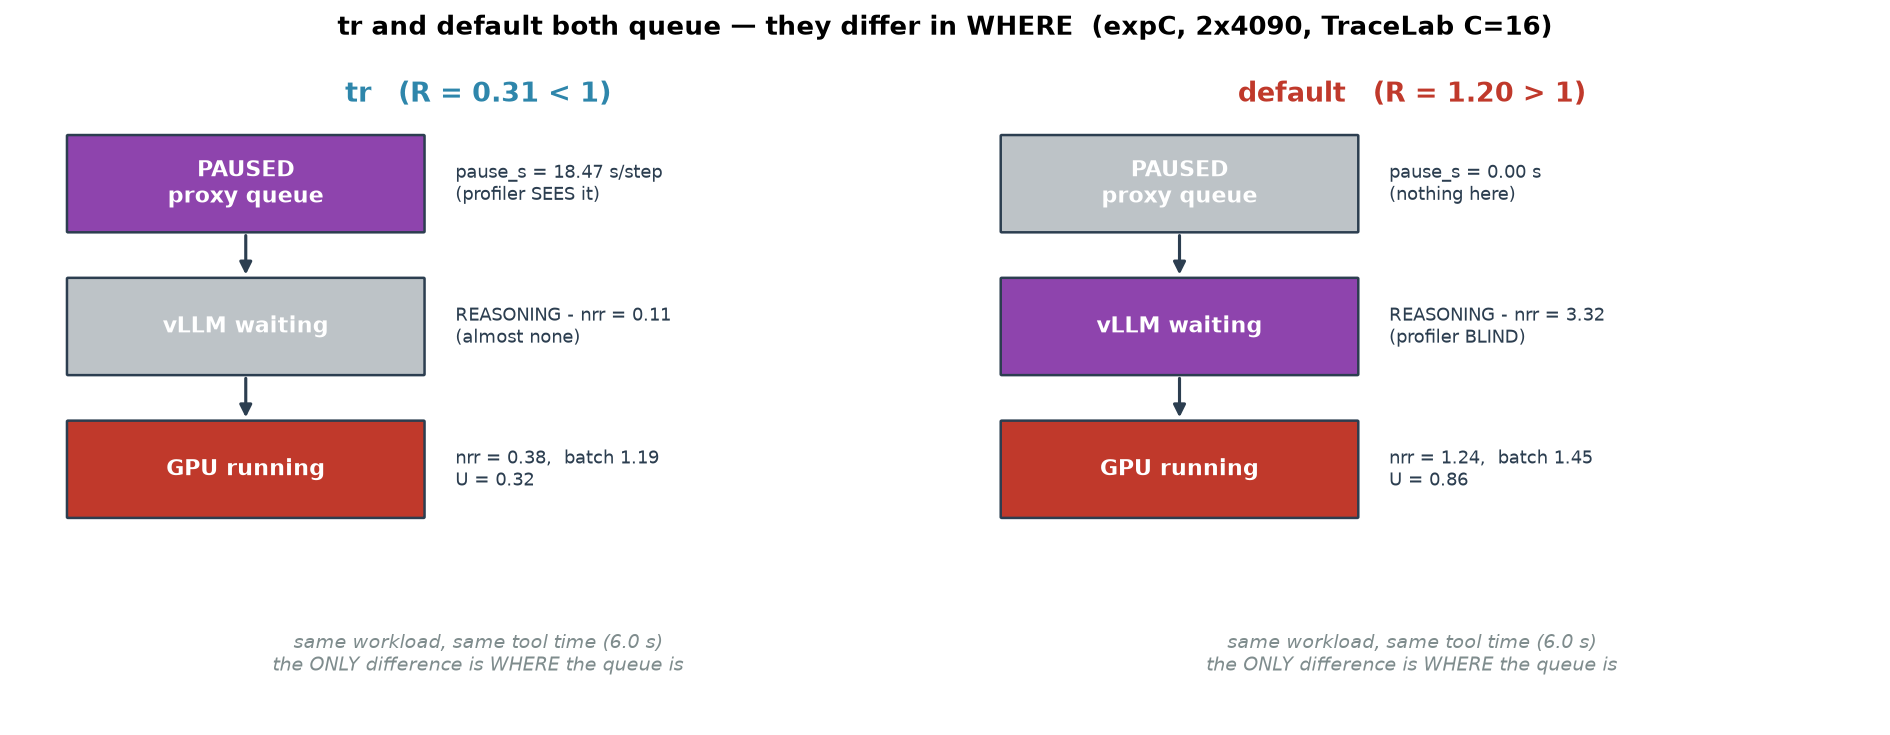 tr and default both queue — they differ in WHERE  (expC, 2x4090, TraceLab C=16)
tr   (R = 0.31 < 1)
PAUSED
proxy queue
pause_s = 18.47 s/step
(profiler SEES it)
vLLM waiting
REASONING - nrr = 0.11
(almost none)
GPU running
nrr = 0.38,  batch 1.19
U = 0.32
same workload, same tool time (6.0 s)
the ONLY difference is WHERE the queue is
default   (R = 1.20 > 1)
PAUSED
proxy queue
pause_s = 0.00 s
(nothing here)
vLLM waiting
REASONING - nrr = 3.32
(profiler BLIND)
GPU running
nrr = 1.24,  batch 1.45
U = 0.86
same workload, same tool time (6.0 s)
the ONLY difference is WHERE the queue is